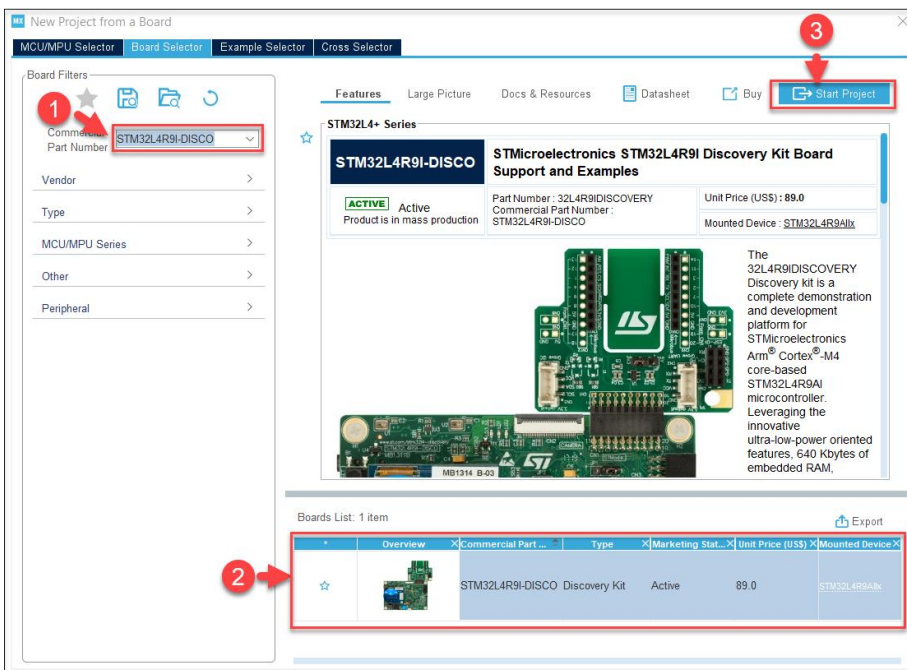 MX New Project from a Board
MCU/MPU Selector Board Selector Example Selector Cross Selector
3
Board Filters
1
Commercial
Part Number
STM32L4R9I-DISCO
Vendor
Type
MCU/MPU Series
Other
Peripheral
Features Large Picture Docs & Resources Datasheet Buy Start Project
STM32L4+ Series
STM32L4R9I-DISCO
STMicroelectronics STM32L4R9I Discovery Kit Board
Support and Examples
ACTIVE Active
Product is in mass production
Part Number : 32L4R9IDISCOVERY
Commercial Part Number :
STM32L4R9I-DISCO
Unit Price (US$) : 89.0
Mounted Device : STM32L4R9AIIx
The
32L4R9IDISCOVERY
Discovery kit is a
complete demonstration
and development
platform for
STMicroelectronics
Arm® Cortex®-M4
core-based
STM32L4R9AI
microcontroller.
Leveraging the
innovative
ultra-low-power oriented
features, 640 Kbytes of
embedded RAM,
MB1314 B-03
Boards List: 1 item
Export
* Overview Commercial Part ... Type Marketing Stat... Unit Price (US$) Mounted Device
2
STM32L4R9I-DISCO Discovery Kit Active 89.0 STM32L4R9AIIx